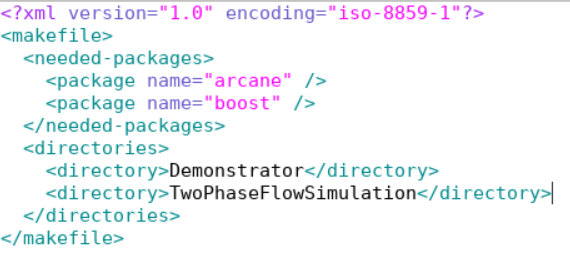 <?xml version="1.0" encoding="iso-8859-1"?>
<makefile>
  <needed-packages>
    <package name="arcane" />
    <package name="boost" />
  </needed-packages>
  <directories>
    <directory>Demonstrator</directory>
    <directory>TwoPhaseFlowSimulation</directory>
  </directories>
</makefile>